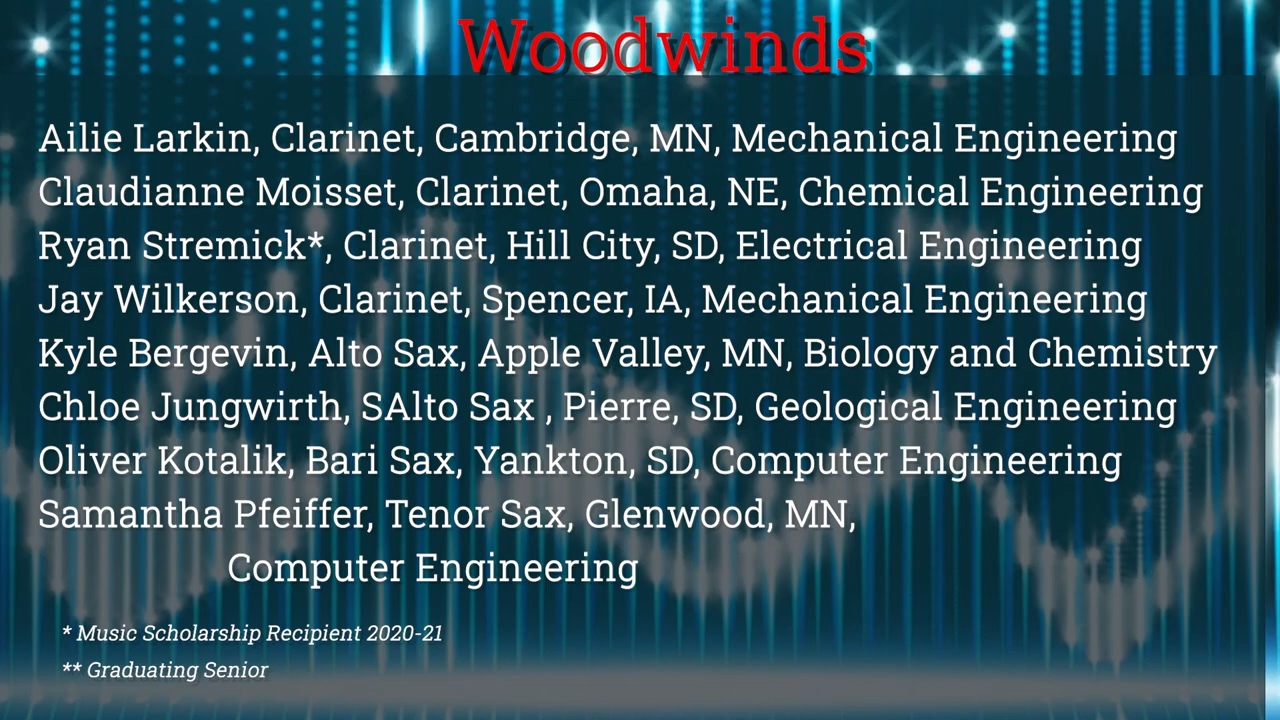 Woodwinds
Ailie Larkin, Clarinet, Cambridge, MN, Mechanical Engineering
Claudianne Moisset, Clarinet, Omaha, NE, Chemical Engineering
Ryan Stremick*, Clarinet, Hill City, SD, Electrical Engineering
Jay Wilkerson, Clarinet, Spencer, IA, Mechanical Engineering
Kyle Bergevin, Alto Sax, Apple Valley, MN, Biology and Chemistry
Chloe Jungwirth, SAlto Sax , Pierre, SD, Geological Engineering
Oliver Kotalik, Bari Sax, Yankton, SD, Computer Engineering
Samantha Pfeiffer, Tenor Sax, Glenwood, MN,
Computer Engineering
* Music Scholarship Recipient 2020-21
** Graduating Senior